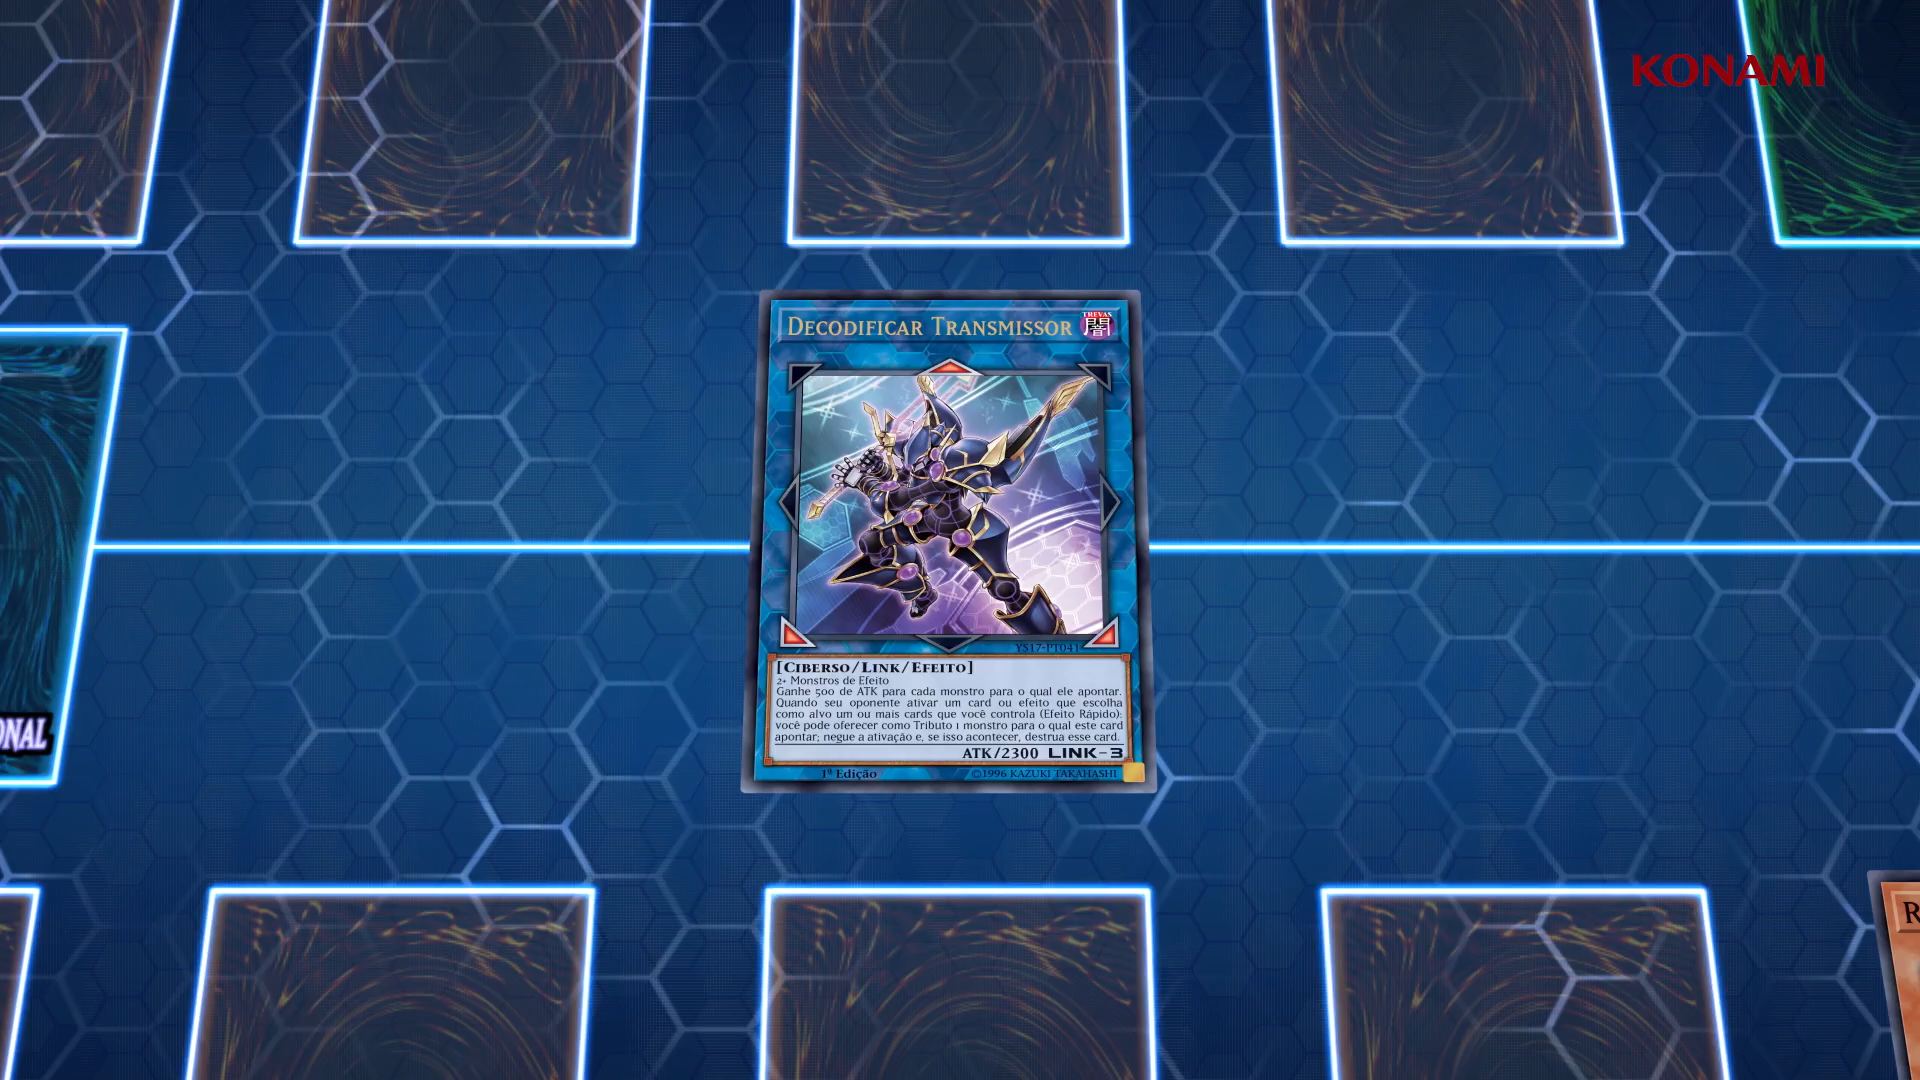 KONAMI
DECODIFICAR TRANSMISSOR
TREVAS
闇
YS17-PT041
[CIBERSO/LINK/EFEITO]
2+ Monstros de Efeito
Ganhe 500 de ATK para cada monstro para o qual ele apontar.
Quando seu oponente ativar um card ou efeito que escolha
como alvo um ou mais cards que você controla (Efeito Rápido):
você pode oferecer como Tributo 1 monstro para o qual este card
apontar; negue a ativação e, se isso acontecer, destrua esse card.
ATK/2300 LINK-3
1ª Edição
©1996 KAZUKI TAKAHASHI
ONAL
R